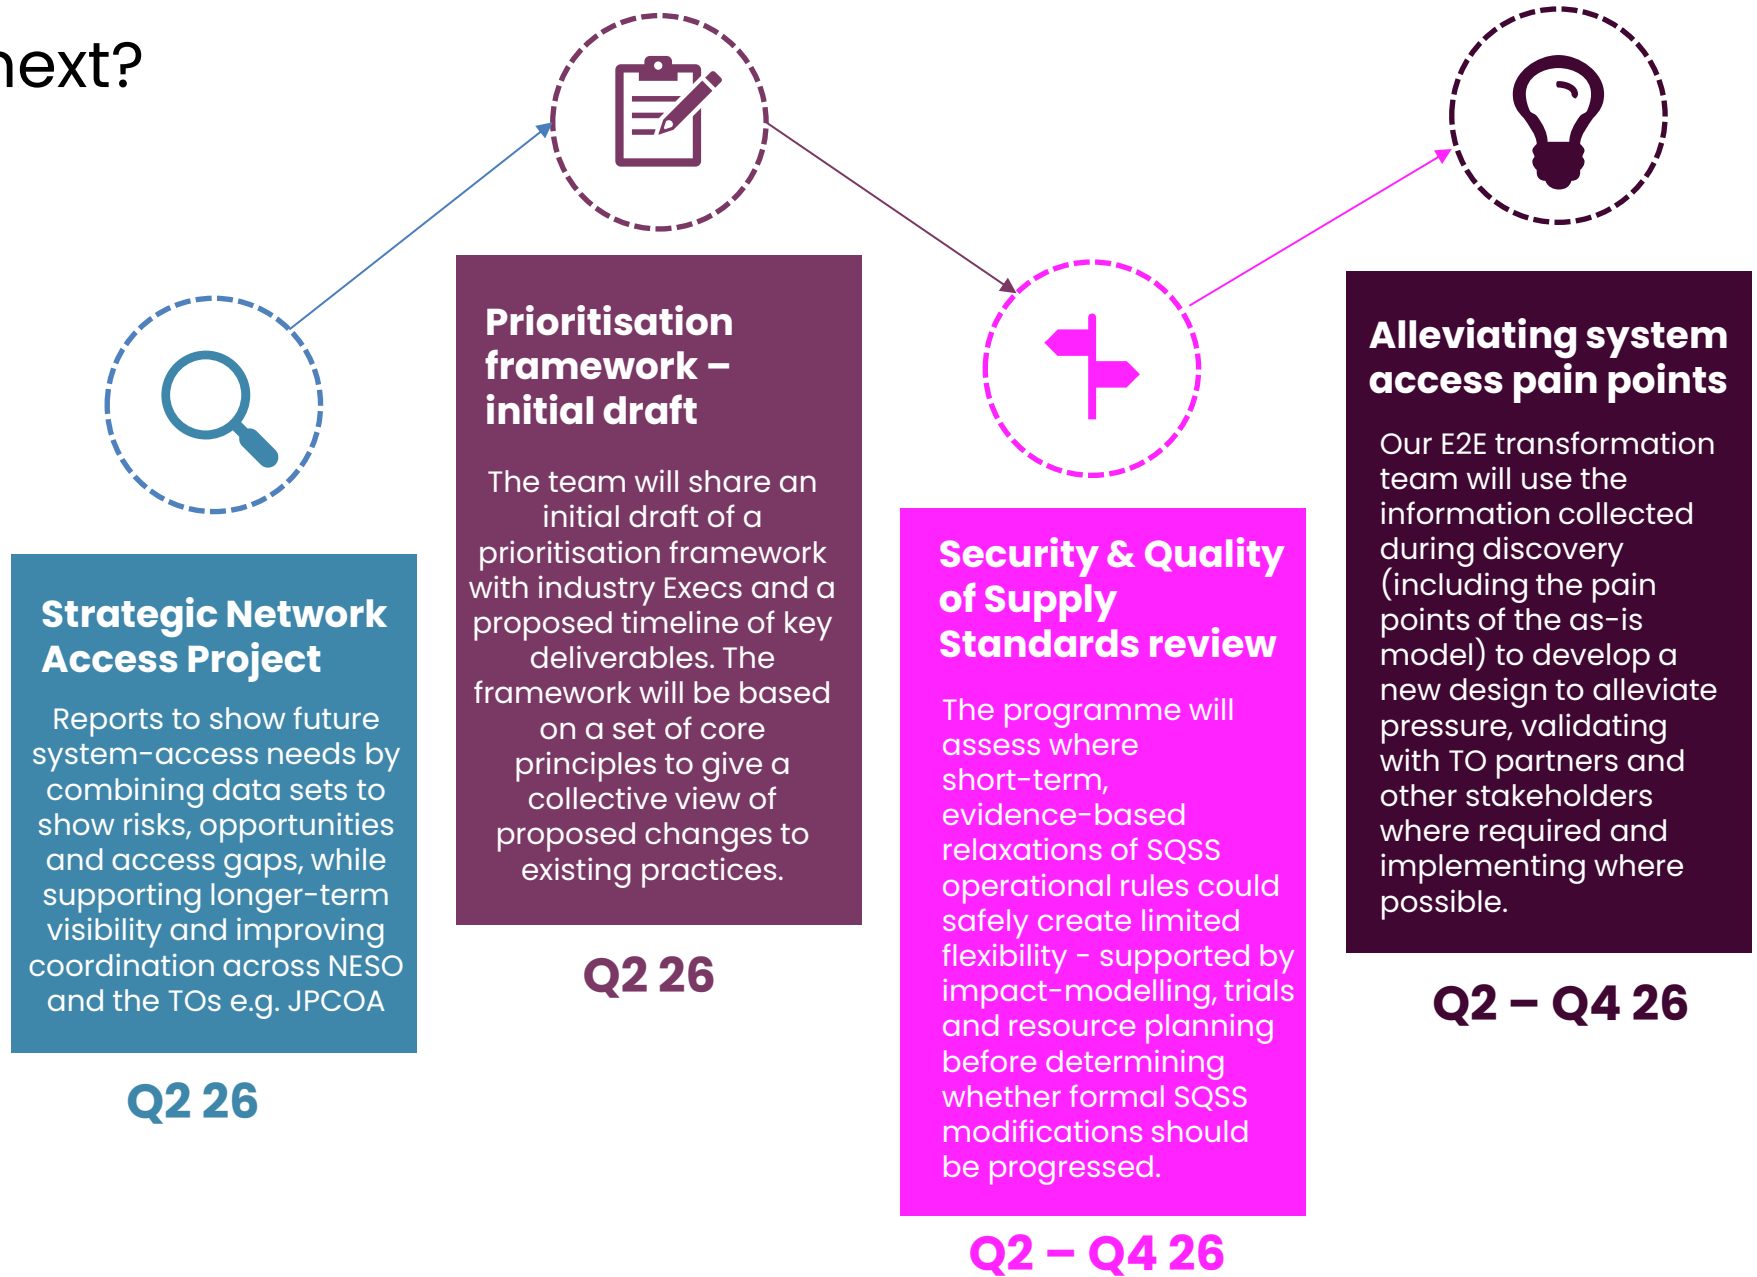 next?
Strategic Network
Access Project
Reports to show future
system-access needs by
combining data sets to
show risks, opportunities
and access gaps, while
supporting longer-term
visibility and improving
coordination across NESO
and the TOs e.g. JPCOA
Q2 26
Prioritisation
framework –
initial draft
The team will share an
initial draft of a
prioritisation framework
with industry Execs and a
proposed timeline of key
deliverables. The
framework will be based
on a set of core
principles to give a
collective view of
proposed changes to
existing practices.
Q2 26
Security & Quality
of Supply
Standards review
The programme will
assess where
short-term,
evidence-based
relaxations of SQSS
operational rules could
safely create limited
flexibility - supported by
impact-modelling, trials
and resource planning
before determining
whether formal SQSS
modifications should
be progressed.
Q2 – Q4 26
Alleviating system
access pain points
Our E2E transformation
team will use the
information collected
during discovery
(including the pain
points of the as-is
model) to develop a
new design to alleviate
pressure, validating
with TO partners and
other stakeholders
where required and
implementing where
possible.
Q2 – Q4 26